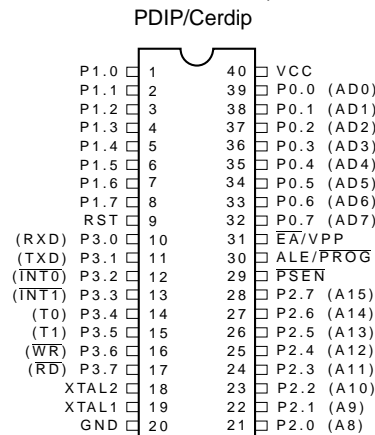 PDIP/Cerdip
P1.0 1 40 VCC
P1.1 2 39 P0.0 (AD0)
P1.2 3 38 P0.1 (AD1)
P1.3 4 37 P0.2 (AD2)
P1.4 5 36 P0.3 (AD3)
P1.5 6 35 P0.4 (AD4)
P1.6 7 34 P0.5 (AD5)
P1.7 8 33 P0.6 (AD6)
RST 9 32 P0.7 (AD7)
(RXD) P3.0 10 31 EA/VPP
(TXD) P3.1 11 30 ALE/PROG
(INT0) P3.2 12 29 PSEN
(INT1) P3.3 13 28 P2.7 (A15)
(T0) P3.4 14 27 P2.6 (A14)
(T1) P3.5 15 26 P2.5 (A13)
(WR) P3.6 16 25 P2.4 (A12)
(RD) P3.7 17 24 P2.3 (A11)
XTAL2 18 23 P2.2 (A10)
XTAL1 19 22 P2.1 (A9)
GND 20 21 P2.0 (A8)